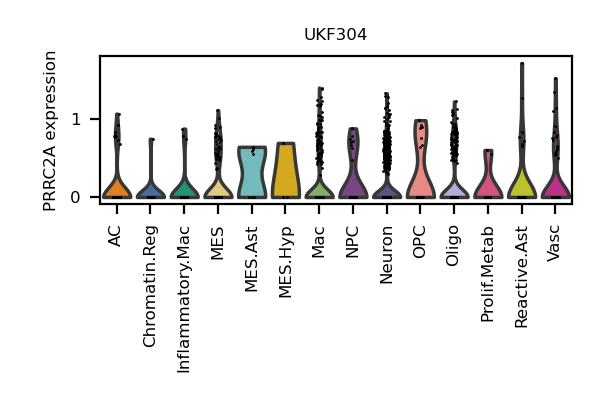 UKF304
PRRC2A expression
1
0
AC
Chromatin.Reg
Inflammatory.Mac
MES
MES.Ast
MES.Hyp
Mac
NPC
Neuron
OPC
Oligo
Prolif.Metab
Reactive.Ast
Vasc